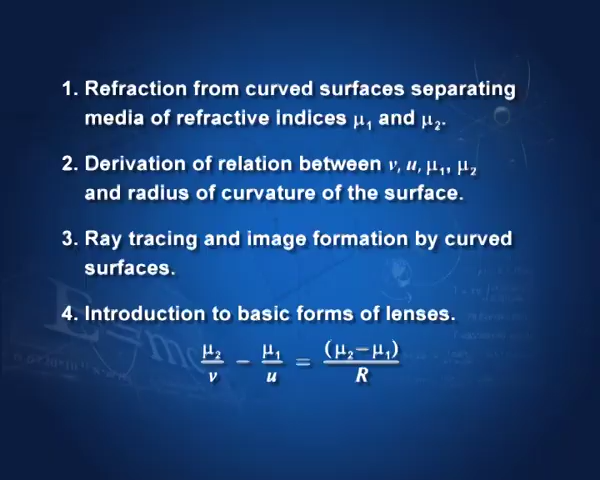 1. Refraction from curved surfaces separating
media of refractive indices μ₁ and μ₂.
2. Derivation of relation between v, u, μ₁, μ₂
and radius of curvature of the surface.
3. Ray tracing and image formation by curved
surfaces.
4. Introduction to basic forms of lenses.
μ₂/v − μ₁/u = (μ₂−μ₁)/R